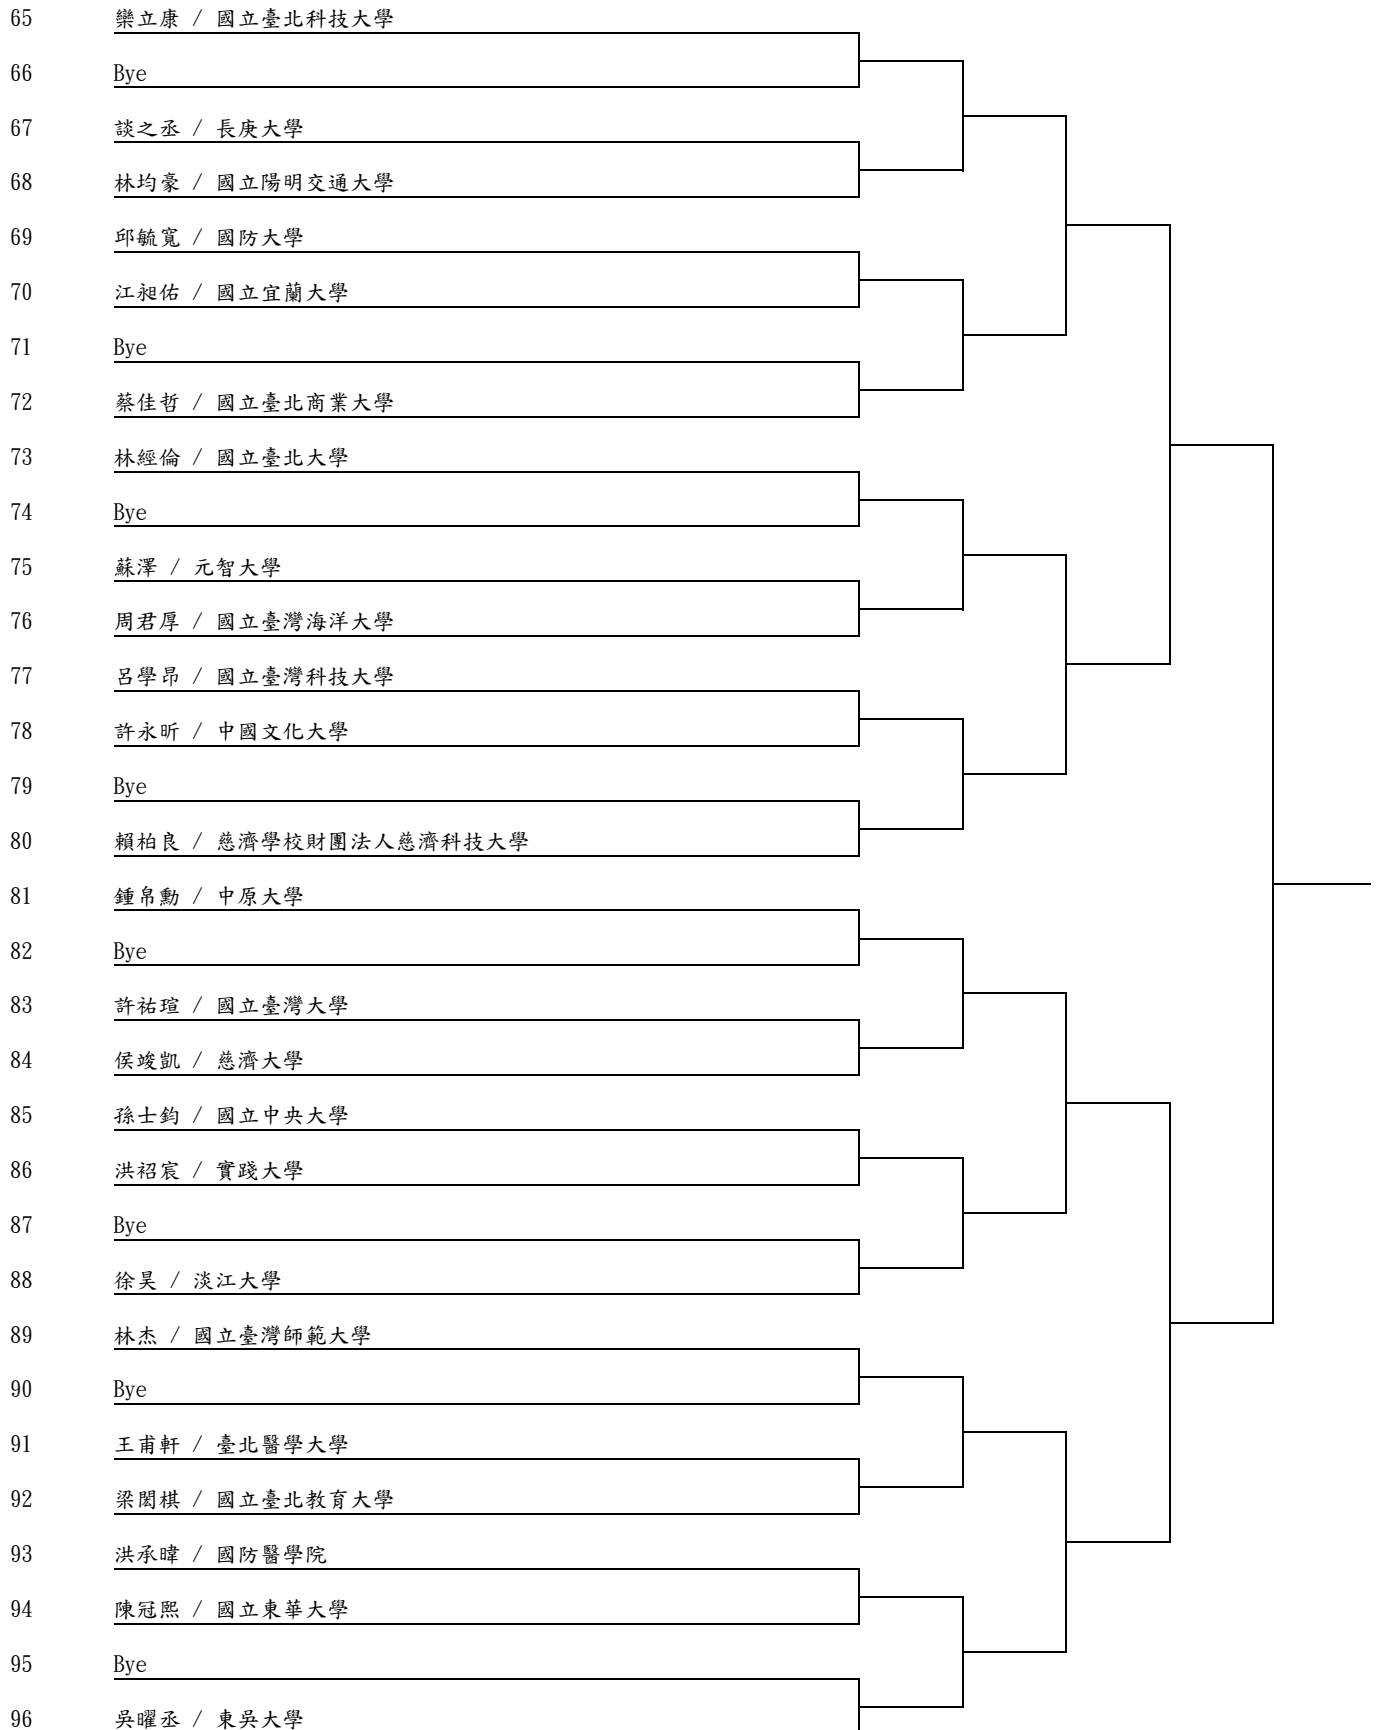 65 欒立康 / 國立臺北科技大學
66 Bye
67 談之丞 / 長庚大學
68 林均豪 / 國立陽明交通大學
69 邱毓寬 / 國防大學
70 江昶佑 / 國立宜蘭大學
71 Bye
72 蔡佳哲 / 國立臺北商業大學
73 林經倫 / 國立臺北大學
74 Bye
75 蘇澤 / 元智大學
76 周君厚 / 國立臺灣海洋大學
77 呂學昂 / 國立臺灣科技大學
78 許永昕 / 中國文化大學
79 Bye
80 賴柏良 / 慈濟學校財團法人慈濟科技大學
81 鍾帛勳 / 中原大學
82 Bye
83 許祐瑄 / 國立臺灣大學
84 侯竣凱 / 慈濟大學
85 孫士鈞 / 國立中央大學
86 洪袑宸 / 實踐大學
87 Bye
88 徐昊 / 淡江大學
89 林杰 / 國立臺灣師範大學
90 Bye
91 王甫軒 / 臺北醫學大學
92 梁閎棋 / 國立臺北教育大學
93 洪承暐 / 國防醫學院
94 陳冠熙 / 國立東華大學
95 Bye
96 吳曜丞 / 東吳大學